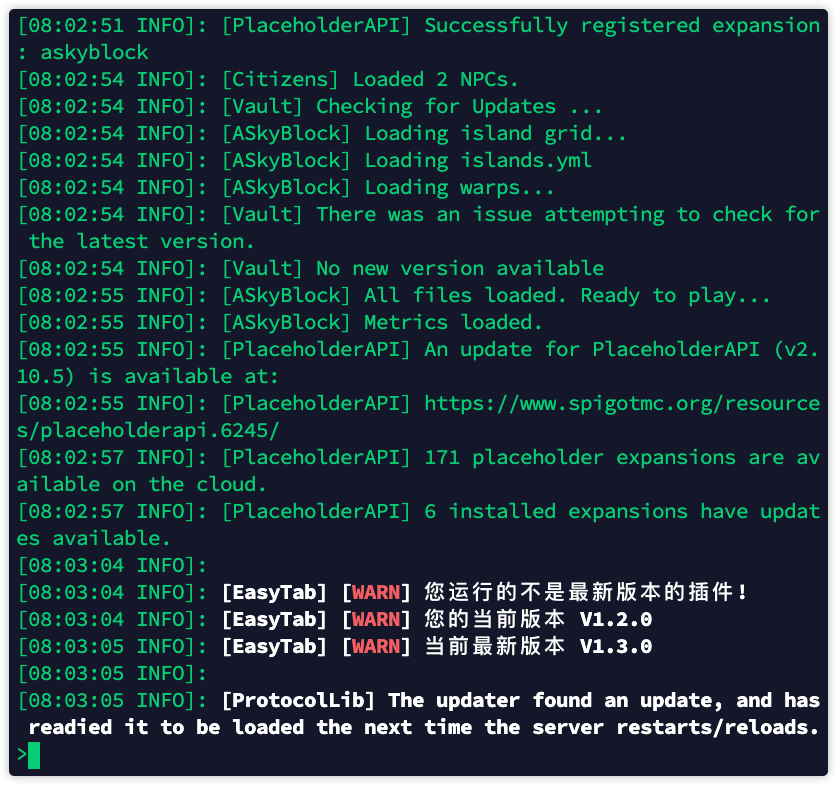 [08:02:51 INFO]: [PlaceholderAPI] Successfully registered expansion
: askyblock
[08:02:54 INFO]: [Citizens] Loaded 2 NPCs.
[08:02:54 INFO]: [Vault] Checking for Updates ...
[08:02:54 INFO]: [ASkyBlock] Loading island grid...
[08:02:54 INFO]: [ASkyBlock] Loading islands.yml
[08:02:54 INFO]: [ASkyBlock] Loading warps...
[08:02:54 INFO]: [Vault] There was an issue attempting to check for
the latest version.
[08:02:54 INFO]: [Vault] No new version available
[08:02:55 INFO]: [ASkyBlock] All files loaded. Ready to play...
[08:02:55 INFO]: [ASkyBlock] Metrics loaded.
[08:02:55 INFO]: [PlaceholderAPI] An update for PlaceholderAPI (v2.
10.5) is available at:
[08:02:55 INFO]: [PlaceholderAPI] https://www.spigotmc.org/resource
s/placeholderapi.6245/
[08:02:57 INFO]: [PlaceholderAPI] 171 placeholder expansions are av
ailable on the cloud.
[08:02:57 INFO]: [PlaceholderAPI] 6 installed expansions have updat
es available.
[08:03:04 INFO]:
[08:03:04 INFO]: [EasyTab] [WARN] 您运行的不是最新版本的插件!
[08:03:04 INFO]: [EasyTab] [WARN] 您的当前版本 V1.2.0
[08:03:05 INFO]: [EasyTab] [WARN] 当前最新版本 V1.3.0
[08:03:05 INFO]:
[08:03:05 INFO]: [ProtocolLib] The updater found an update, and has
readied it to be loaded the next time the server restarts/reloads.
>